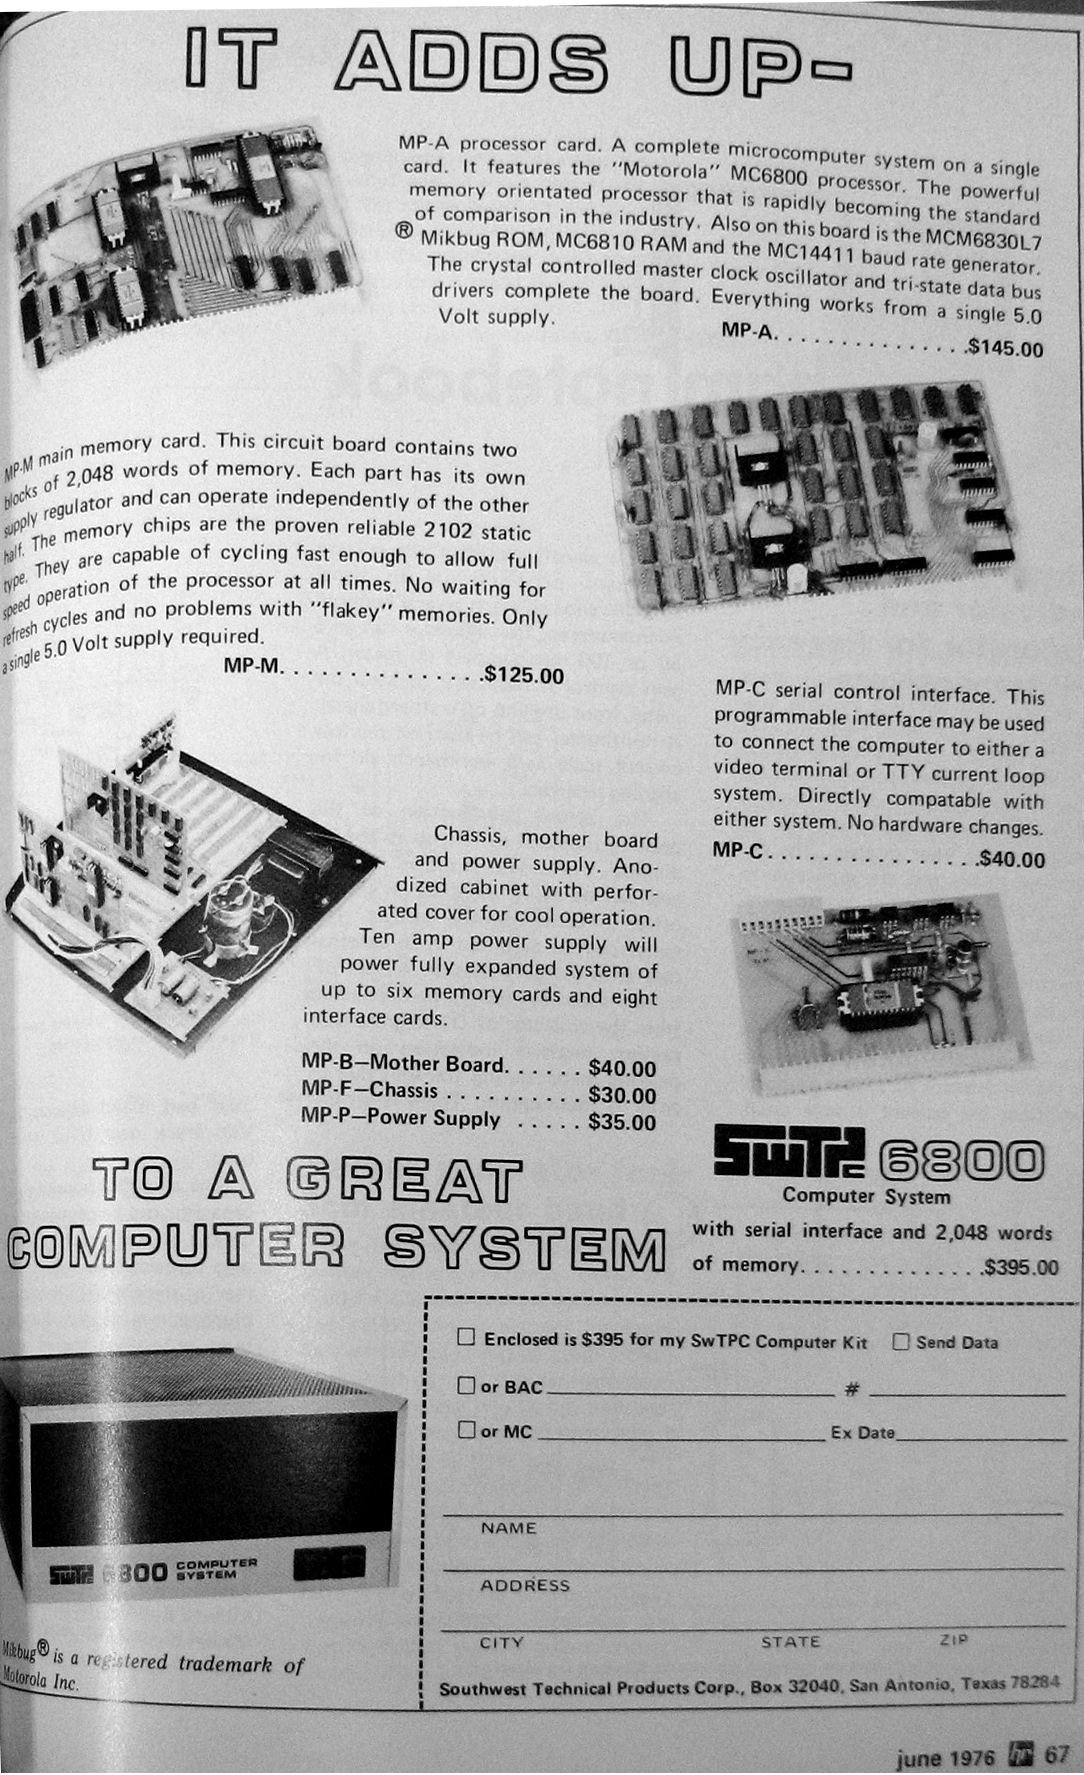 IT ADDS UP-
MP-A processor card. A complete microcomputer system on a single
card. It features the "Motorola" MC6800 processor. The powerful
memory orientated processor that is rapidly becoming the standard
of comparison in the industry. Also on this board is the MCM6830L7
® Mikbug ROM, MC6810 RAM and the MC14411 baud rate generator.
The crystal controlled master clock oscillator and tri-state data bus
drivers complete the board. Everything works from a single 5.0
Volt supply.
MP-A. . . . . . . . . . . . . . .$145.00
MP-M main memory card. This circuit board contains two
blocks of 2,048 words of memory. Each part has its own
supply regulator and can operate independently of the other
half. The memory chips are the proven reliable 2102 static
type. They are capable of cycling fast enough to allow full
speed operation of the processor at all times. No waiting for
refresh cycles and no problems with "flakey" memories. Only
a single 5.0 Volt supply required.
MP-M. . . . . . . . . . . . . . . .$125.00
MP-C serial control interface. This
programmable interface may be used
to connect the computer to either a
video terminal or TTY current loop
system. Directly compatable with
either system. No hardware changes.
MP-C . . . . . . . . . . . . . . . .$40.00
Chassis, mother board
and power supply. Ano-
dized cabinet with perfor-
ated cover for cool operation.
Ten amp power supply will
power fully expanded system of
up to six memory cards and eight
interface cards.
MP-B—Mother Board. . . . . . $40.00
MP-F—Chassis . . . . . . . . . . $30.00
MP-P—Power Supply . . . . . $35.00
TO A GREAT
COMPUTER SYSTEM
SWTPC 6800
Computer System
with serial interface and 2,048 words
of memory. . . . . . . . . . . . . .$395.00
SWTPC 6800 COMPUTER
SYSTEM
Mikbug® is a registered trademark of
Motorola Inc.
☐ Enclosed is $395 for my SwTPC Computer Kit ☐ Send Data
☐ or BAC # 
☐ or MC Ex Date
NAME
ADDRESS
CITY STATE ZIP
Southwest Technical Products Corp., Box 32040, San Antonio, Texas 78284
june 1976 hr 67